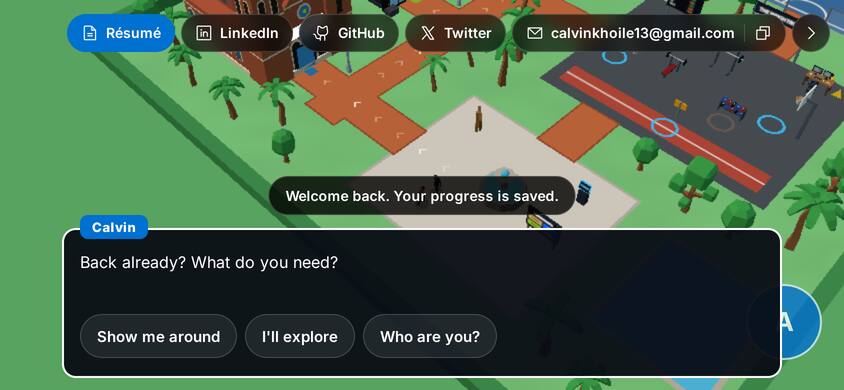 Résumé
LinkedIn
GitHub
Twitter
calvinkhoile13@gmail.com
Welcome back. Your progress is saved.
Calvin
Back already? What do you need?
Show me around
I'll explore
Who are you?
A